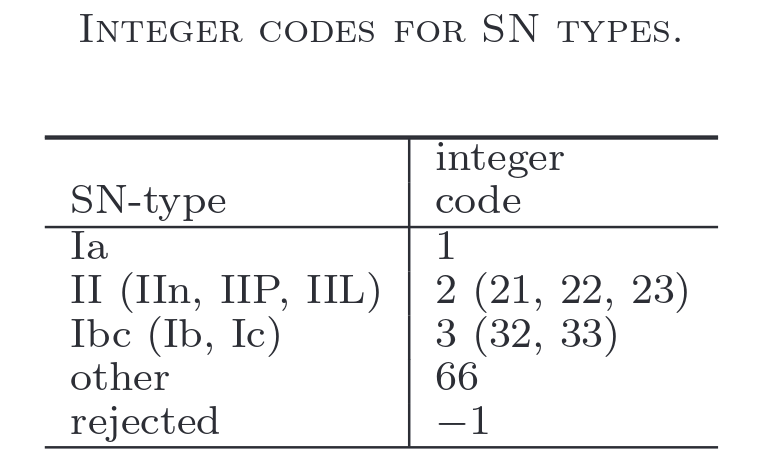 INTEGER CODES FOR SN TYPES.
integer
SN-type code
Ia 1
II (IIn, IIP, IIL) 2 (21, 22, 23)
Ibc (Ib, Ic) 3 (32, 33)
other 66
rejected −1